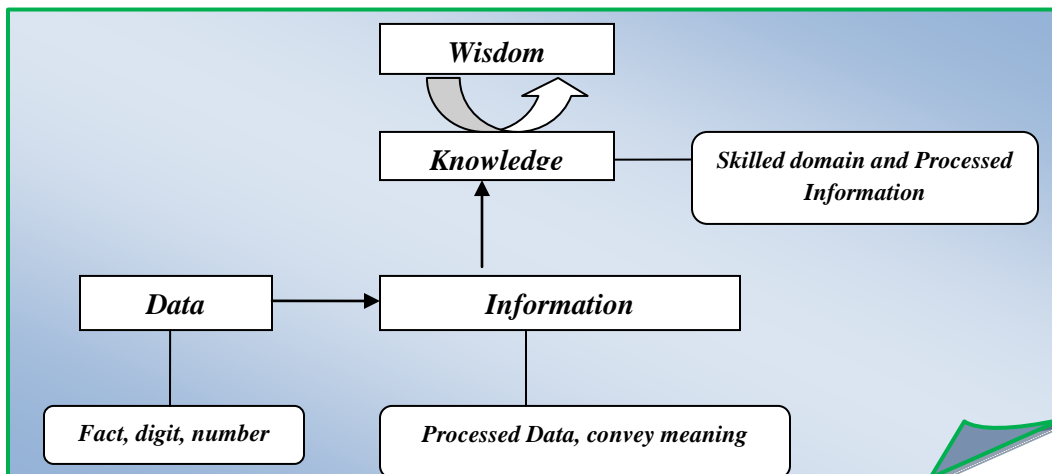 Wisdom
Knowledge
Skilled domain and Processed
Information
Data
Information
Fact, digit, number
Processed Data, convey meaning